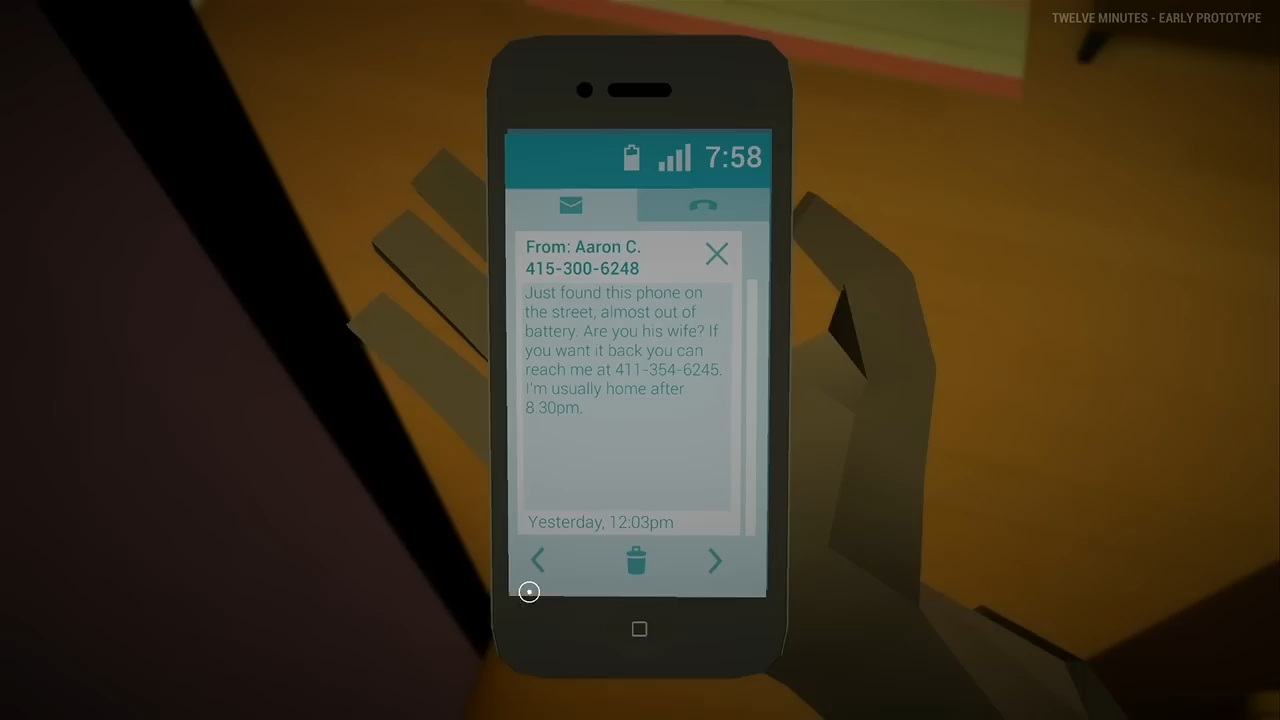 TWELVE MINUTES - EARLY PROTOTYPE
7:58
From: Aaron C.
415-300-6248
Just found this phone on
the street, almost out of
battery. Are you his wife? If
you want it back you can
reach me at 411-354-6245.
I'm usually home after
8.30pm.
Yesterday, 12:03pm